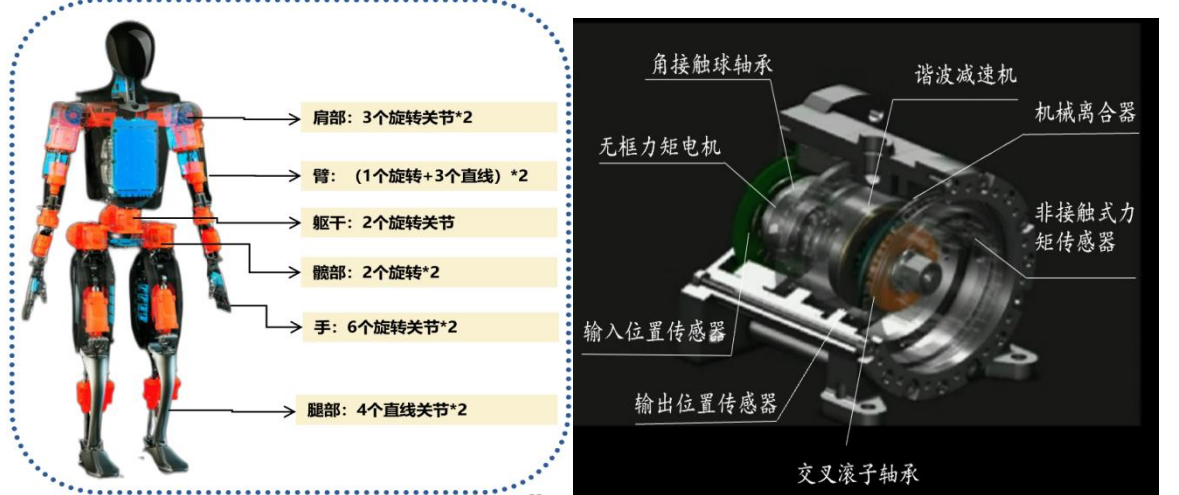 肩部：3个旋转关节*2
臂：（1个旋转+3个直线）*2
躯干：2个旋转关节
髋部：2个旋转*2
手：6个旋转关节*2
腿部：4个直线关节*2
角接触球轴承
谐波减速机
机械离合器
无框力矩电机
非接触式力
矩传感器
输入位置传感器
输出位置传感器
交叉滚子轴承